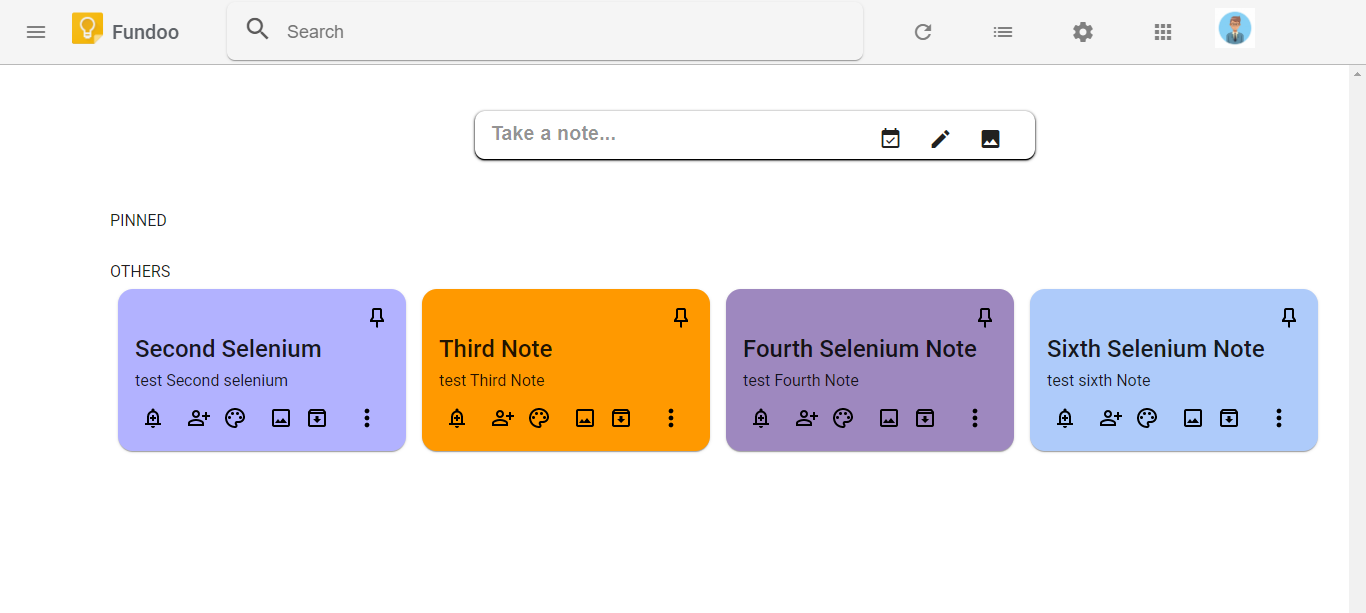 Fundoo
Search
Take a note...
PINNED
OTHERS
Second Selenium
test Second selenium
Third Note
test Third Note
Fourth Selenium Note
test Fourth Note
Sixth Selenium Note
test sixth Note